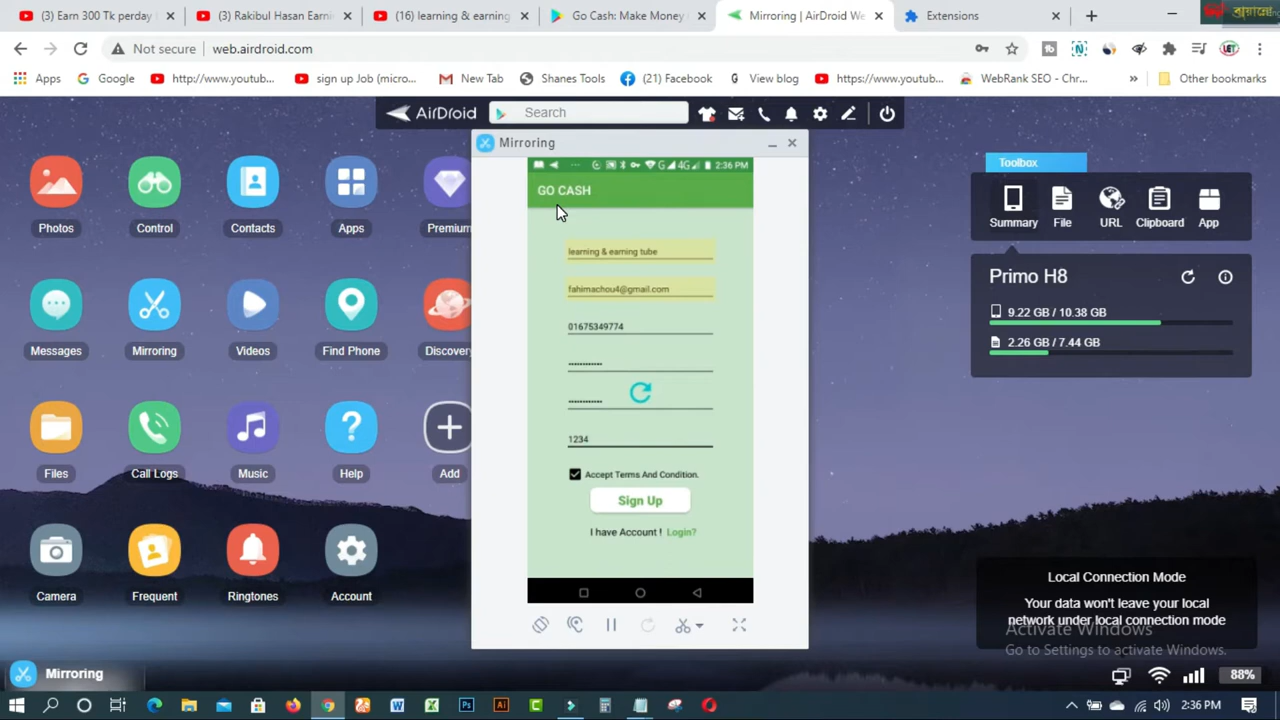 (3) Earn 300 Tk perday
(3) Rakibul Hasan Earni
(16) learning & earning
Go Cash: Make Money
Mirroring | AirDroid We
Extensions
Not secure
web.airdroid.com
Apps
Google
http://www.youtub...
sign up Job (micro...
New Tab
Shanes Tools
(21) Facebook
View blog
https://www.youtu...
WebRank SEO - Chr...
Other bookmarks
AirDroid
Search
Mirroring
Toolbox
Photos
Control
Contacts
Apps
Premium
Summary
File
URL
Clipboard
App
2:36 PM
GO CASH
learning & earning tube
fahimachou4@gmail.com
01675349774
1234
Accept Terms And Condition.
Sign Up
I have Account ! Login?
Primo H8
9.22 GB / 10.38 GB
2.26 GB / 7.44 GB
Messages
Mirroring
Videos
Find Phone
Discovery
Files
Call Logs
Music
Help
Add
Camera
Frequent
Ringtones
Account
Local Connection Mode
Your data won't leave your local
network under local connection mode
Activate Windows
Go to Settings to activate Windows.
Mirroring
88%
2:36 PM